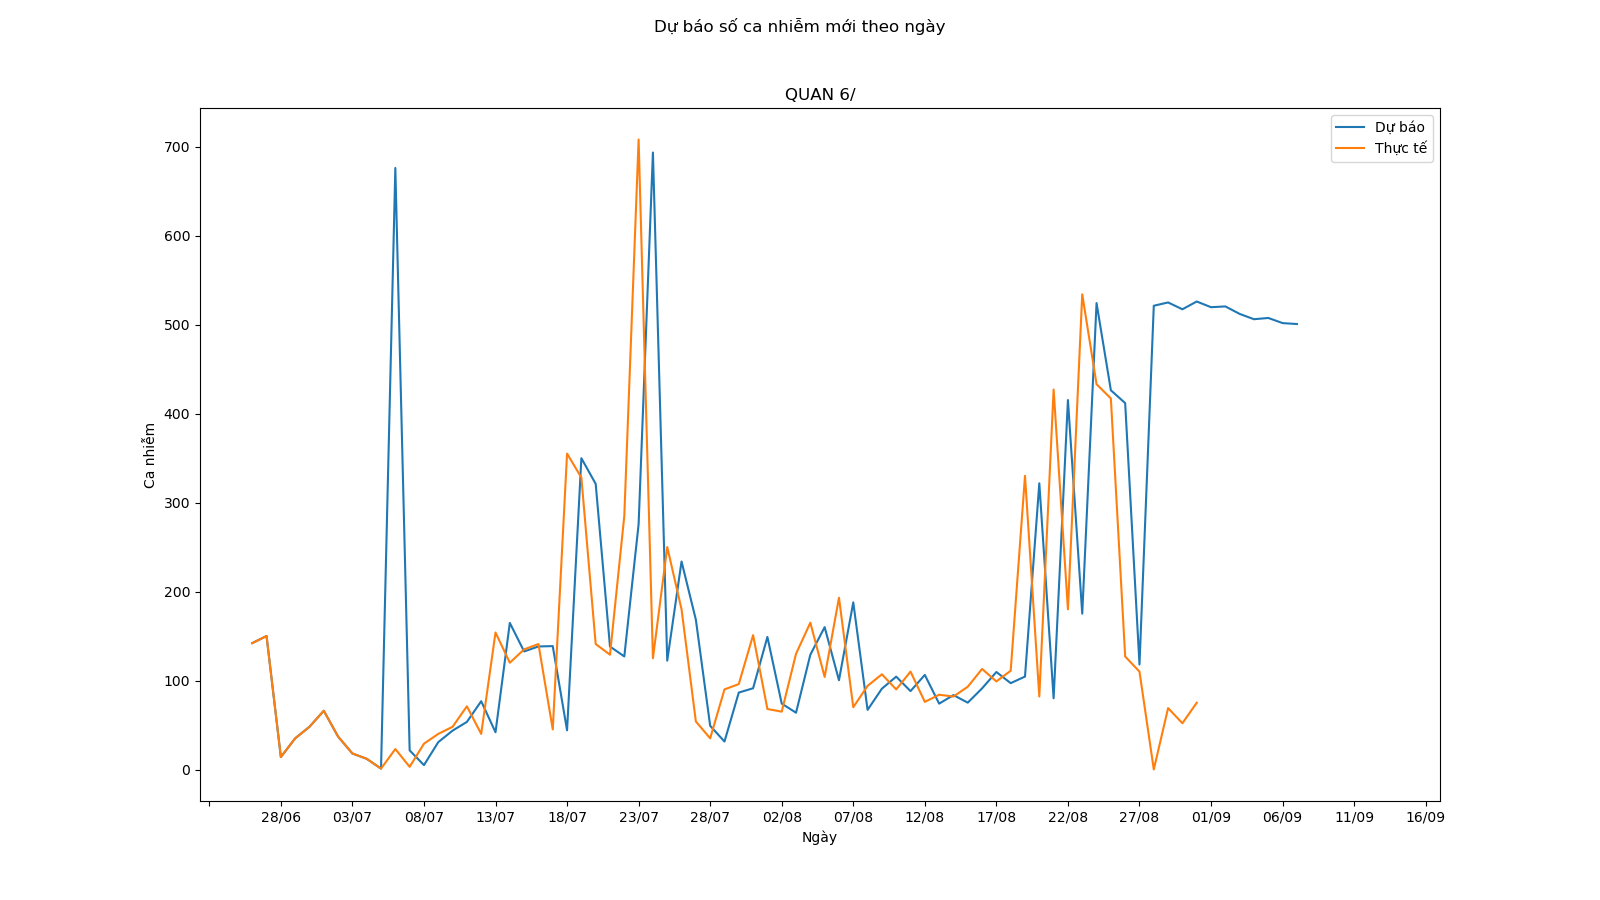 Dự báo số ca nhiễm mới theo ngày
QUAN 6/
Dự báo
Thực tế
700
600
500
400
300
200
100
0
Ca nhiễm
28/06 03/07 08/07 13/07 18/07 23/07 28/07 02/08 07/08 12/08 17/08 22/08 27/08 01/09 06/09 11/09 16/09
Ngày